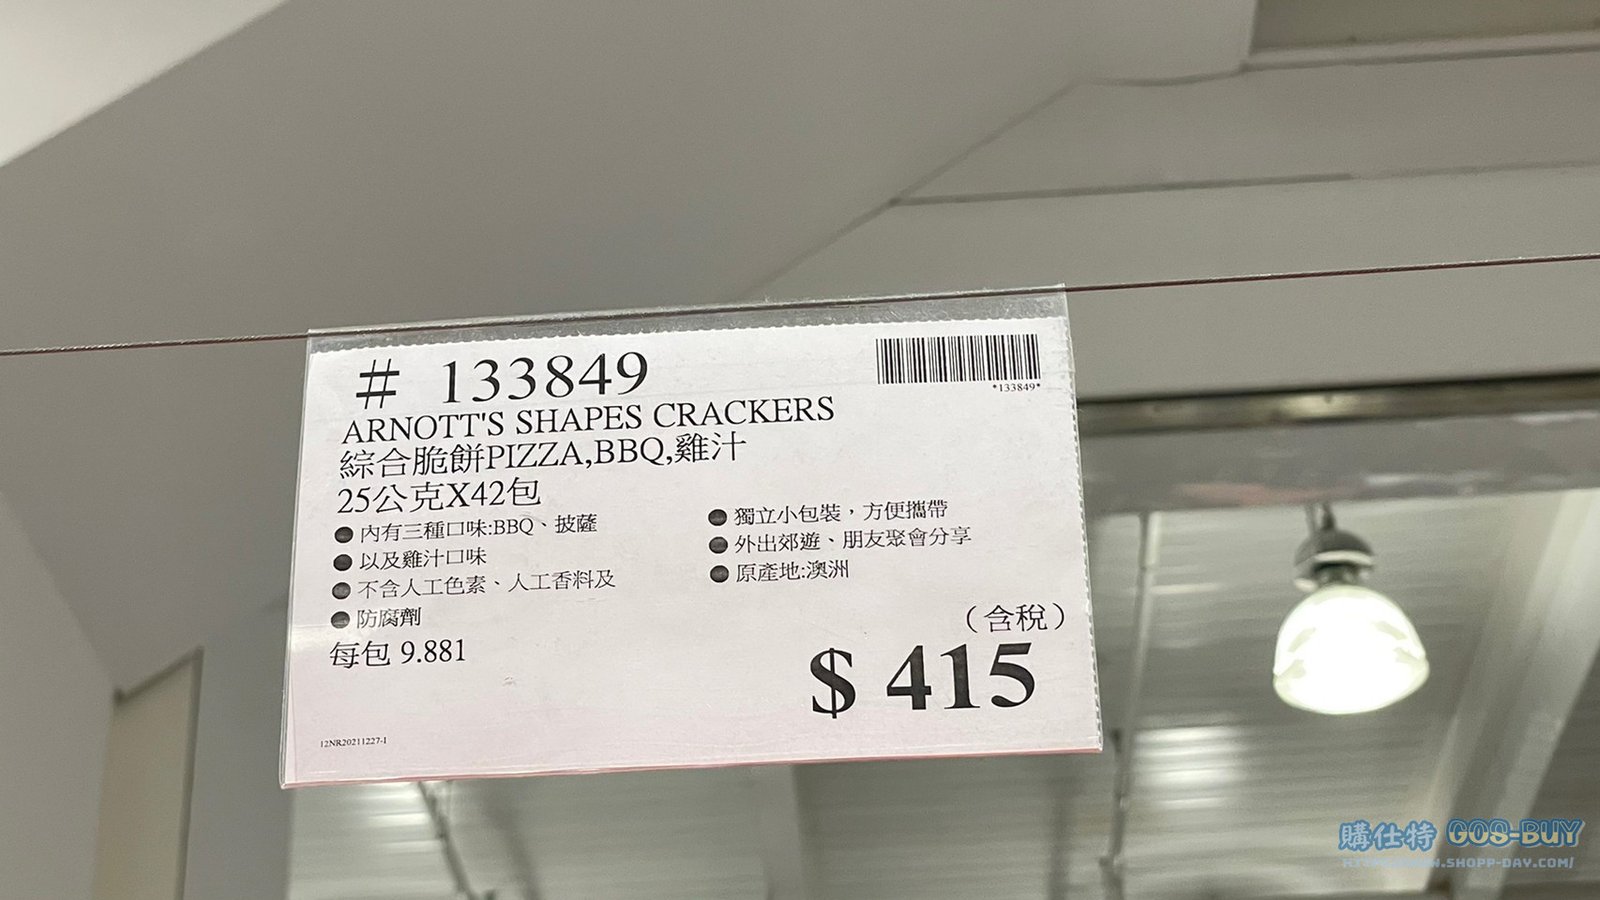 # 133849
*133849*
ARNOTT'S SHAPES CRACKERS
綜合脆餅PIZZA,BBQ,雞汁
25公克X42包
●內有三種口味:BBQ、披薩
●以及雞汁口味
●不含人工色素、人工香料及
●防腐劑
●獨立小包裝，方便攜帶
●外出郊遊、朋友聚會分享
●原產地:澳洲
每包 9.881
（含稅）
$ 415
12NR20211227-1
購仕特 GOS-BUY